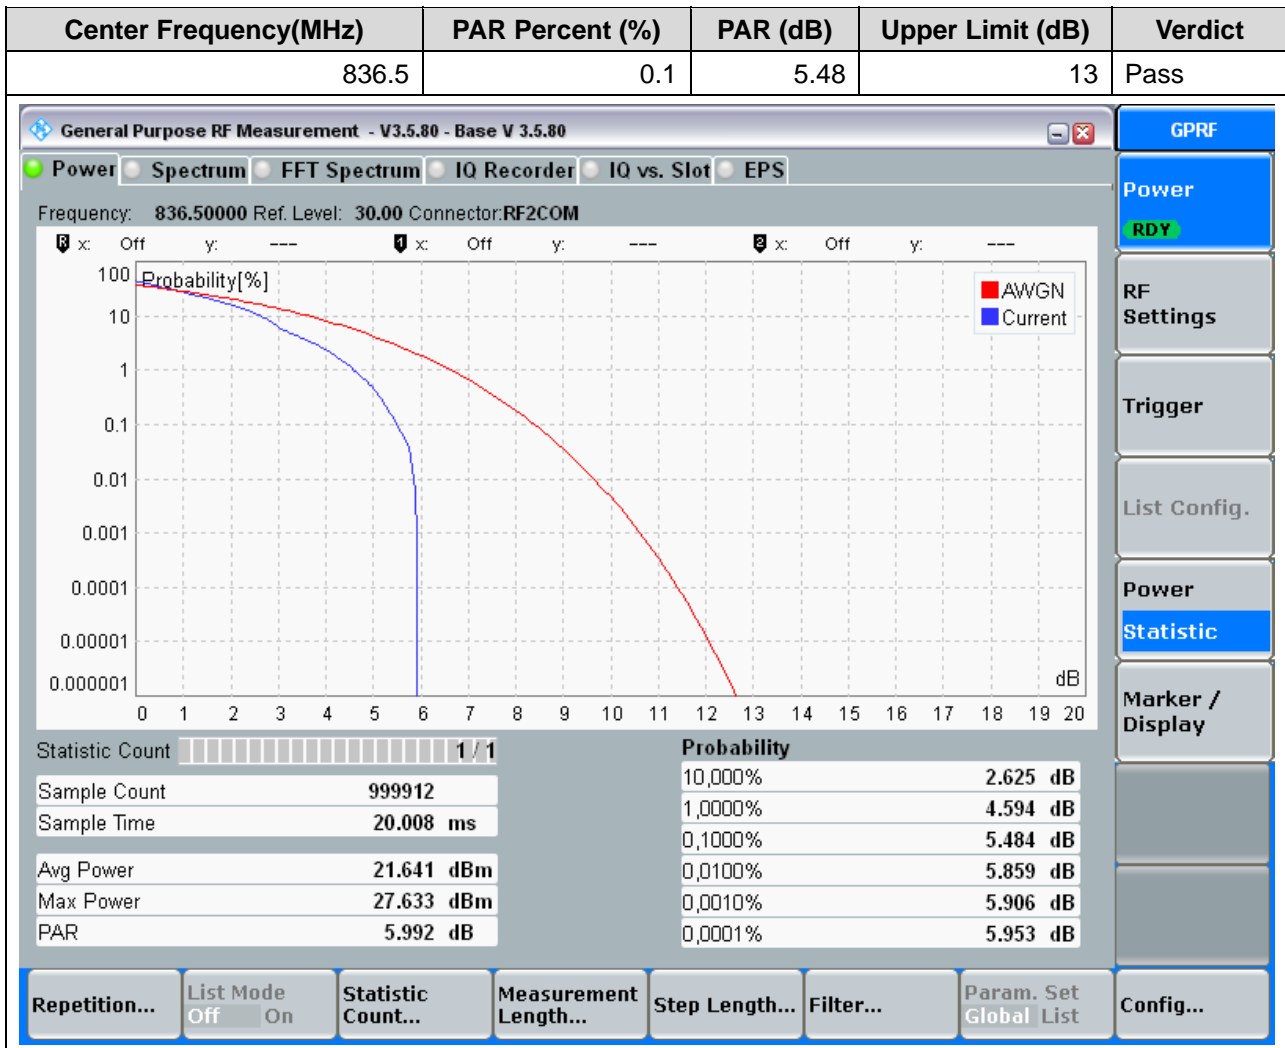 Center Frequency(MHz) PAR Percent (%) PAR (dB) Upper Limit (dB) Verdict
836.5 0.1 5.48 13 Pass
General Purpose RF Measurement - V3.5.80 - Base V 3.5.80
GPRF
Power Spectrum FFT Spectrum IQ Recorder IQ vs. Slot EPS
Frequency: 836.50000 Ref. Level: 30.00 Connector:RF2COM
R x: Off y: --- 1 x: Off y: --- 2 x: Off y: ---
Probability[%]
AWGN
Current
100
10
1
0.1
0.01
0.001
0.0001
0.00001
0.000001
dB
0 1 2 3 4 5 6 7 8 9 10 11 12 13 14 15 16 17 18 19 20
Statistic Count 1 / 1
Sample Count 999912
Sample Time 20.008 ms
Avg Power 21.641 dBm
Max Power 27.633 dBm
PAR 5.992 dB
Probability
10,000% 2.625 dB
1,0000% 4.594 dB
0,1000% 5.484 dB
0,0100% 5.859 dB
0,0010% 5.906 dB
0,0001% 5.953 dB
Power
RDY
RF
Settings
Trigger
List Config.
Power
Statistic
Marker /
Display
Repetition...
List Mode
Off On
Statistic
Count...
Measurement
Length...
Step Length...
Filter...
Param. Set
Global List
Config...